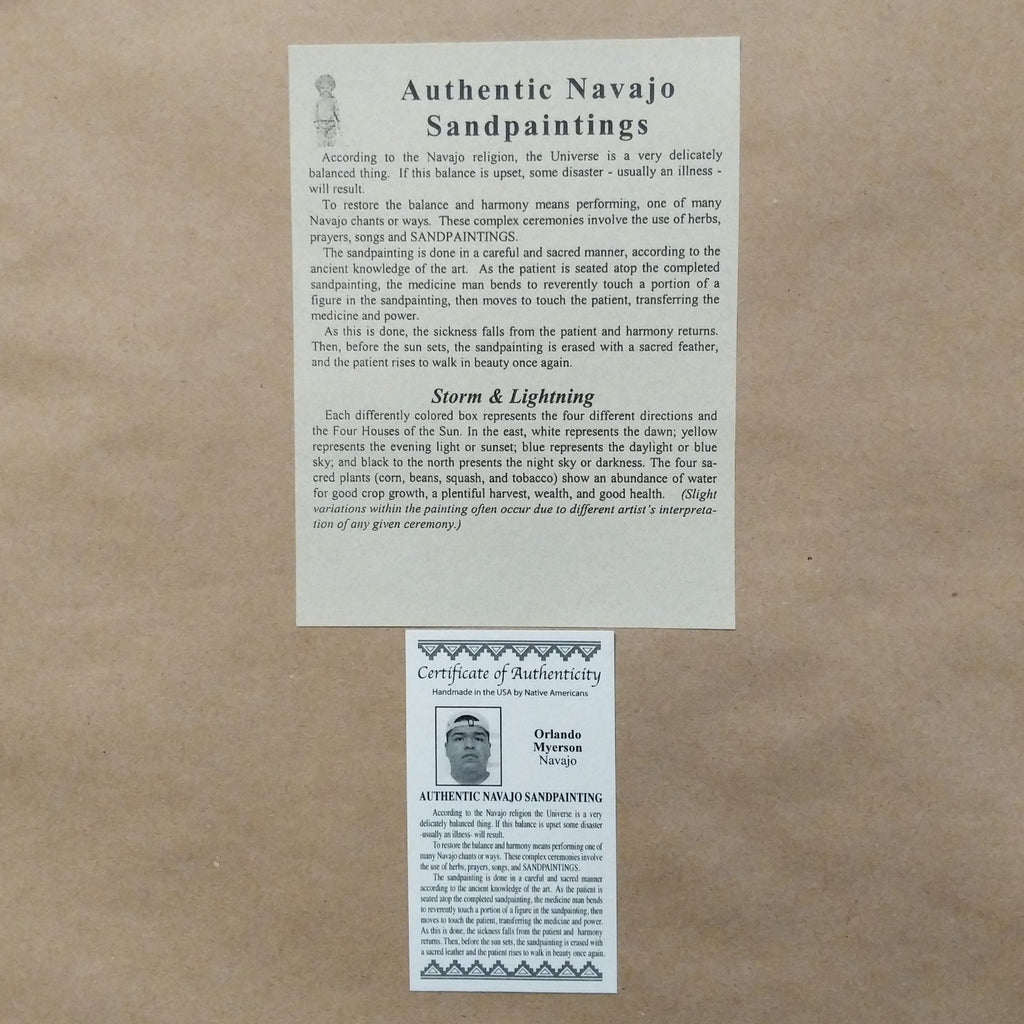 Authentic Navajo
Sandpaintings
According to the Navajo religion, the Universe is a very delicately
balanced thing. If this balance is upset, some disaster - usually an illness -
will result.
To restore the balance and harmony means performing, one of many
Navajo chants or ways. These complex ceremonies involve the use of herbs,
prayers, songs and SANDPAINTINGS.
The sandpainting is done in a careful and sacred manner, according to the
ancient knowledge of the art. As the patient is seated atop the completed
sandpainting, the medicine man bends to reverently touch a portion of a
figure in the sandpainting, then moves to touch the patient, transferring the
medicine and power.
As this is done, the sickness falls from the patient and harmony returns.
Then, before the sun sets, the sandpainting is erased with a sacred feather,
and the patient rises to walk in beauty once again.
Storm & Lightning
Each differently colored box represents the four different directions and
the Four Houses of the Sun. In the east, white represents the dawn; yellow
represents the evening light or sunset; blue represents the daylight or blue
sky; and black to the north presents the night sky or darkness. The four sa-
cred plants (corn, beans, squash, and tobacco) show an abundance of water
for good crop growth, a plentiful harvest, wealth, and good health. (Slight
variations within the painting often occur due to different artist's interpreta-
tion of any given ceremony.)
Certificate of Authenticity
Handmade in the USA by Native Americans
Orlando
Myerson
Navajo
AUTHENTIC NAVAJO SANDPAINTING
According to the Navajo religion the Universe is a very
delicately balanced thing. If this balance is upset some disaster
-usually an illness- will result.
To restore the balance and harmony means performing one of
many Navajo chants or ways. These complex ceremonies involve
the use of herbs, prayers, songs, and SANDPAINTINGS.
The sandpainting is done in a careful and sacred manner
according to the ancient knowledge of the art. As the patient is
seated atop the completed sandpainting, the medicine man bends
to reverently touch a portion of a figure in the sandpainting, then
moves to touch the patient, transferring the medicine and power.
As this is done, the sickness falls from the patient and harmony
returns. Then, before the sun sets, the sandpainting is erased with
a sacred feather and the patient rises to walk in beauty once again.